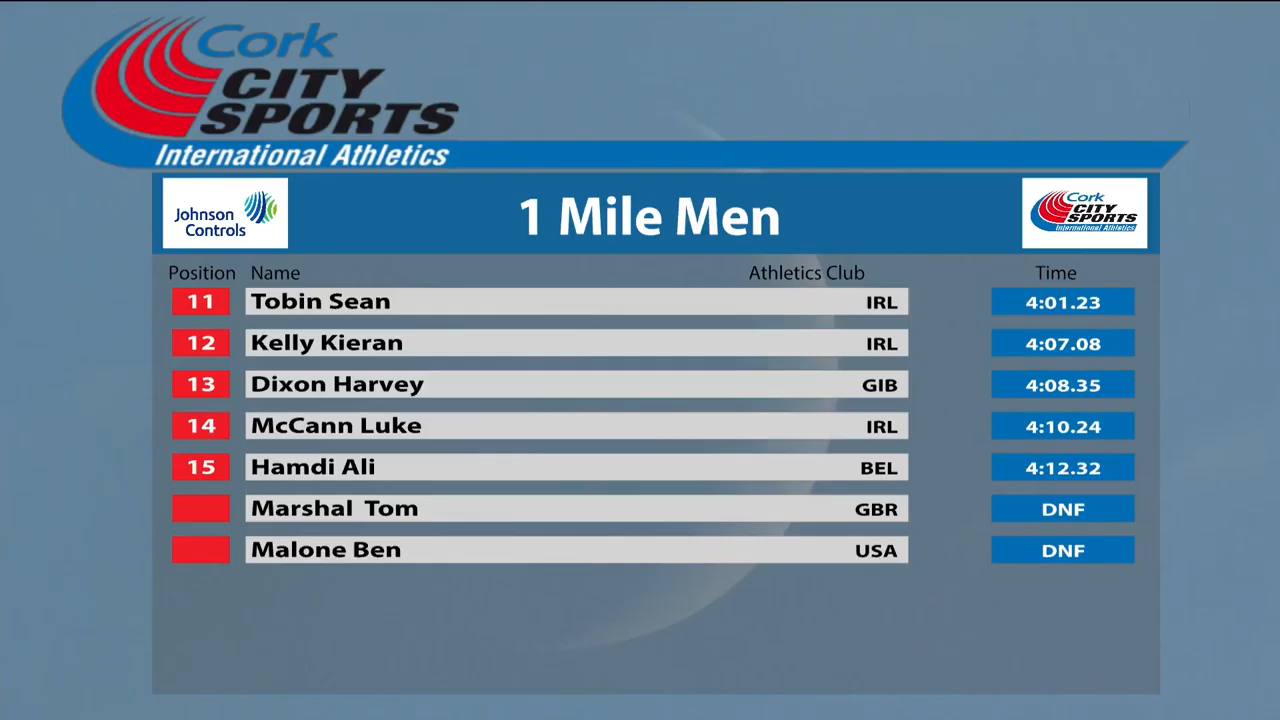 Cork
CITY
SPORTS
International Athletics
Johnson
Controls
1 Mile Men
Cork
CITY
SPORTS
International Athletics
Position Name Athletics Club Time
11 Tobin Sean IRL 4:01.23
12 Kelly Kieran IRL 4:07.08
13 Dixon Harvey GIB 4:08.35
14 McCann Luke IRL 4:10.24
15 Hamdi Ali BEL 4:12.32
Marshal  Tom GBR DNF
Malone Ben USA DNF